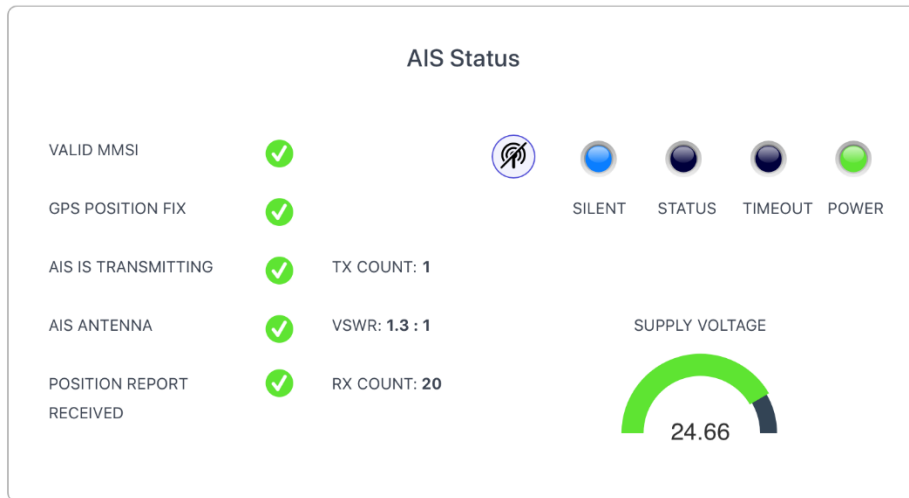 AIS Status
VALID MMSI
GPS POSITION FIX
SILENT STATUS TIMEOUT POWER
AIS IS TRANSMITTING TX COUNT: 1
AIS ANTENNA VSWR: 1.3 : 1
SUPPLY VOLTAGE
POSITION REPORT
RECEIVED
RX COUNT: 20
24.66